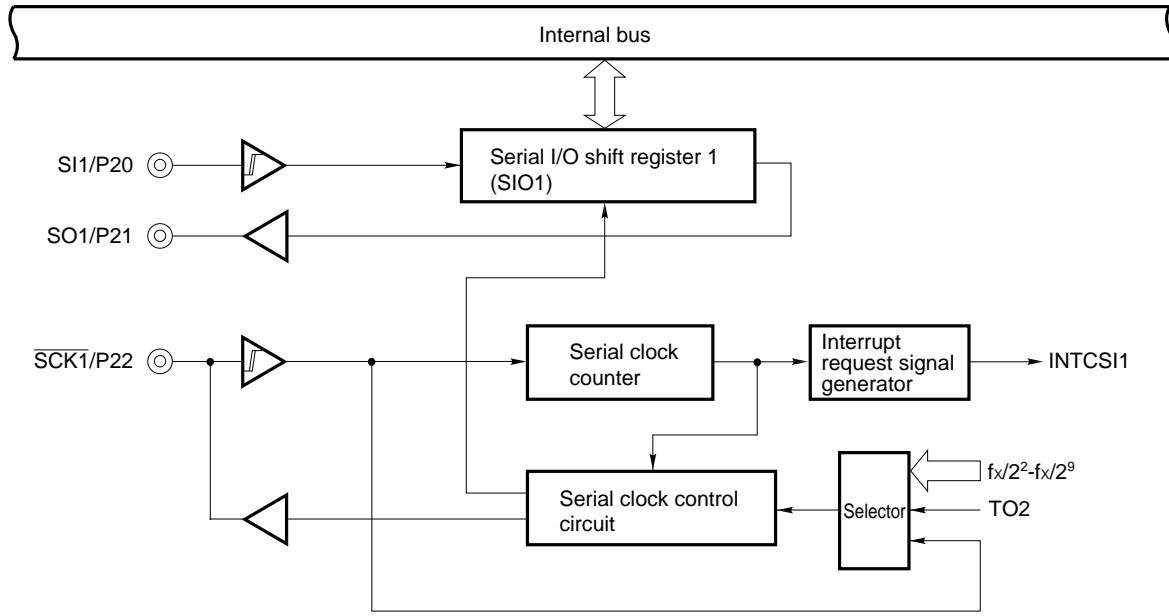 Internal bus
SI1/P20
Serial I/O shift register 1
(SIO1)
SO1/P21
S̅C̅K̅1̅/P22
Serial clock
counter
Interrupt
request signal
generator
INTCSI1
Serial clock control
circuit
Selector
fx/2²-fx/2⁹
TO2